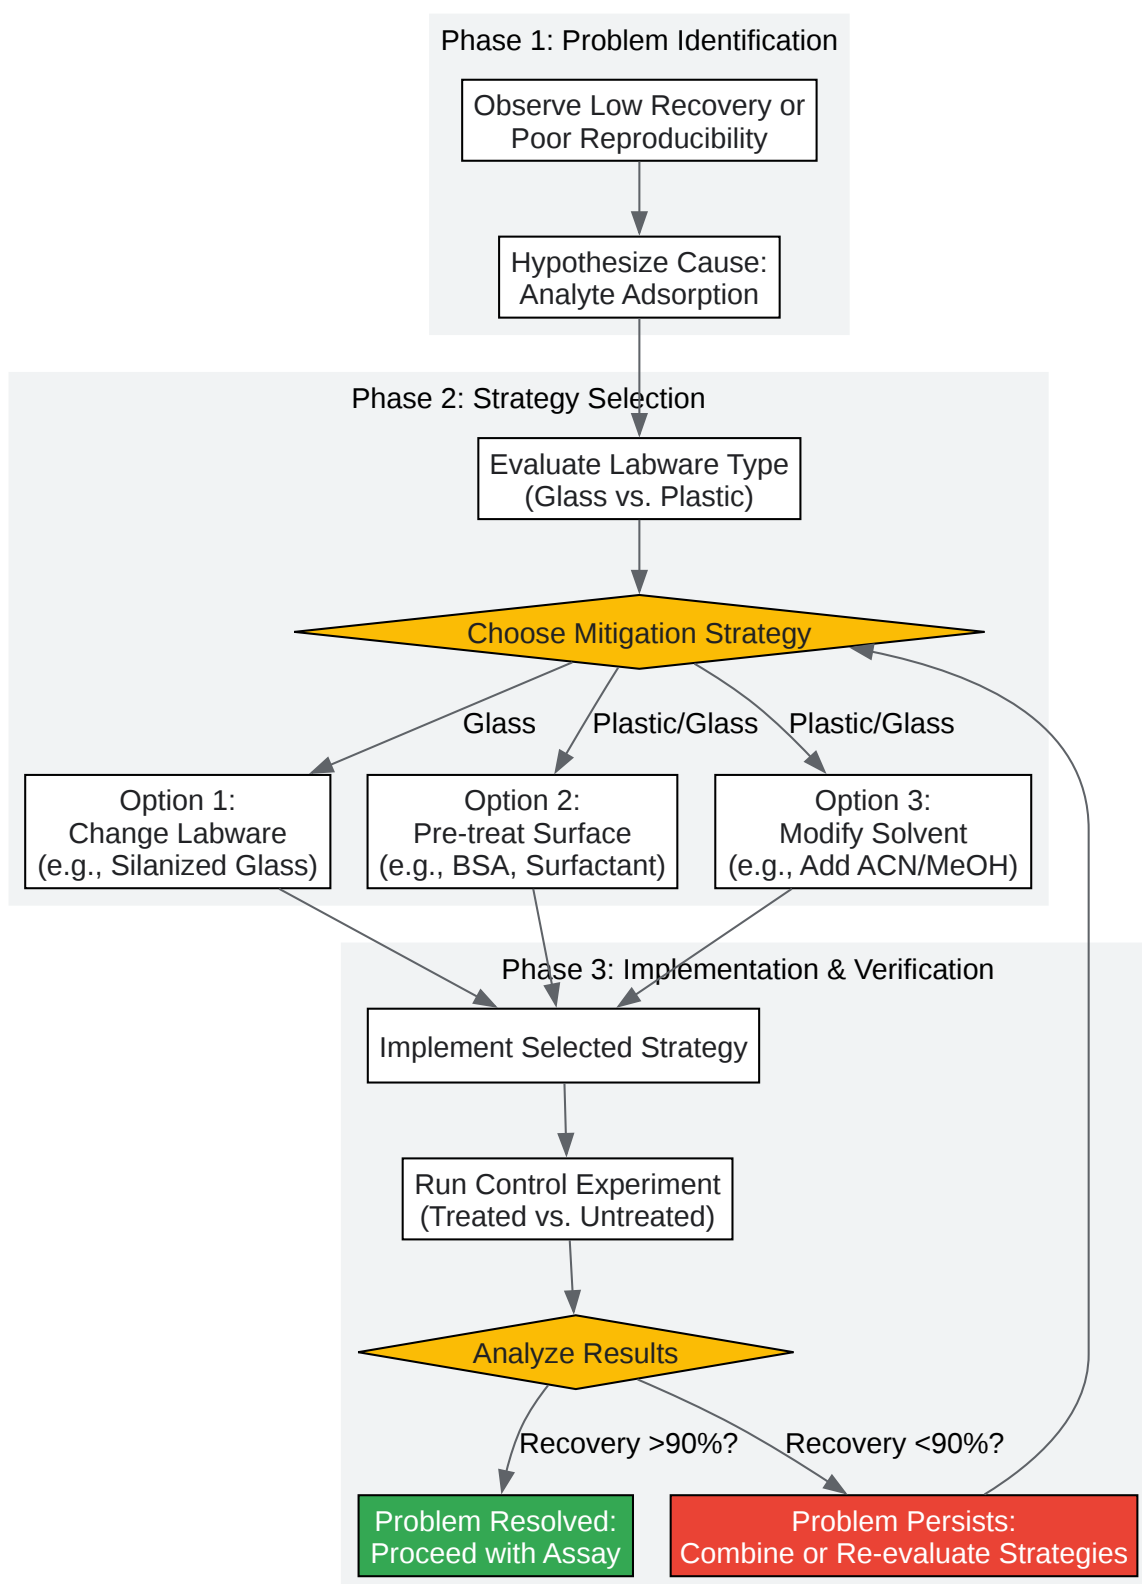 Phase 1: Problem Identification
Observe Low Recovery or
Poor Reproducibility
Hypothesize Cause:
Analyte Adsorption
Phase 2: Strategy Selection
Evaluate Labware Type
(Glass vs. Plastic)
Choose Mitigation Strategy
Glass
Plastic/Glass
Plastic/Glass
Option 1:
Change Labware
(e.g., Silanized Glass)
Option 2:
Pre-treat Surface
(e.g., BSA, Surfactant)
Option 3:
Modify Solvent
(e.g., Add ACN/MeOH)
Phase 3: Implementation & Verification
Implement Selected Strategy
Run Control Experiment
(Treated vs. Untreated)
Analyze Results
Recovery >90%?
Recovery <90%?
Problem Resolved:
Proceed with Assay
Problem Persists:
Combine or Re-evaluate Strategies